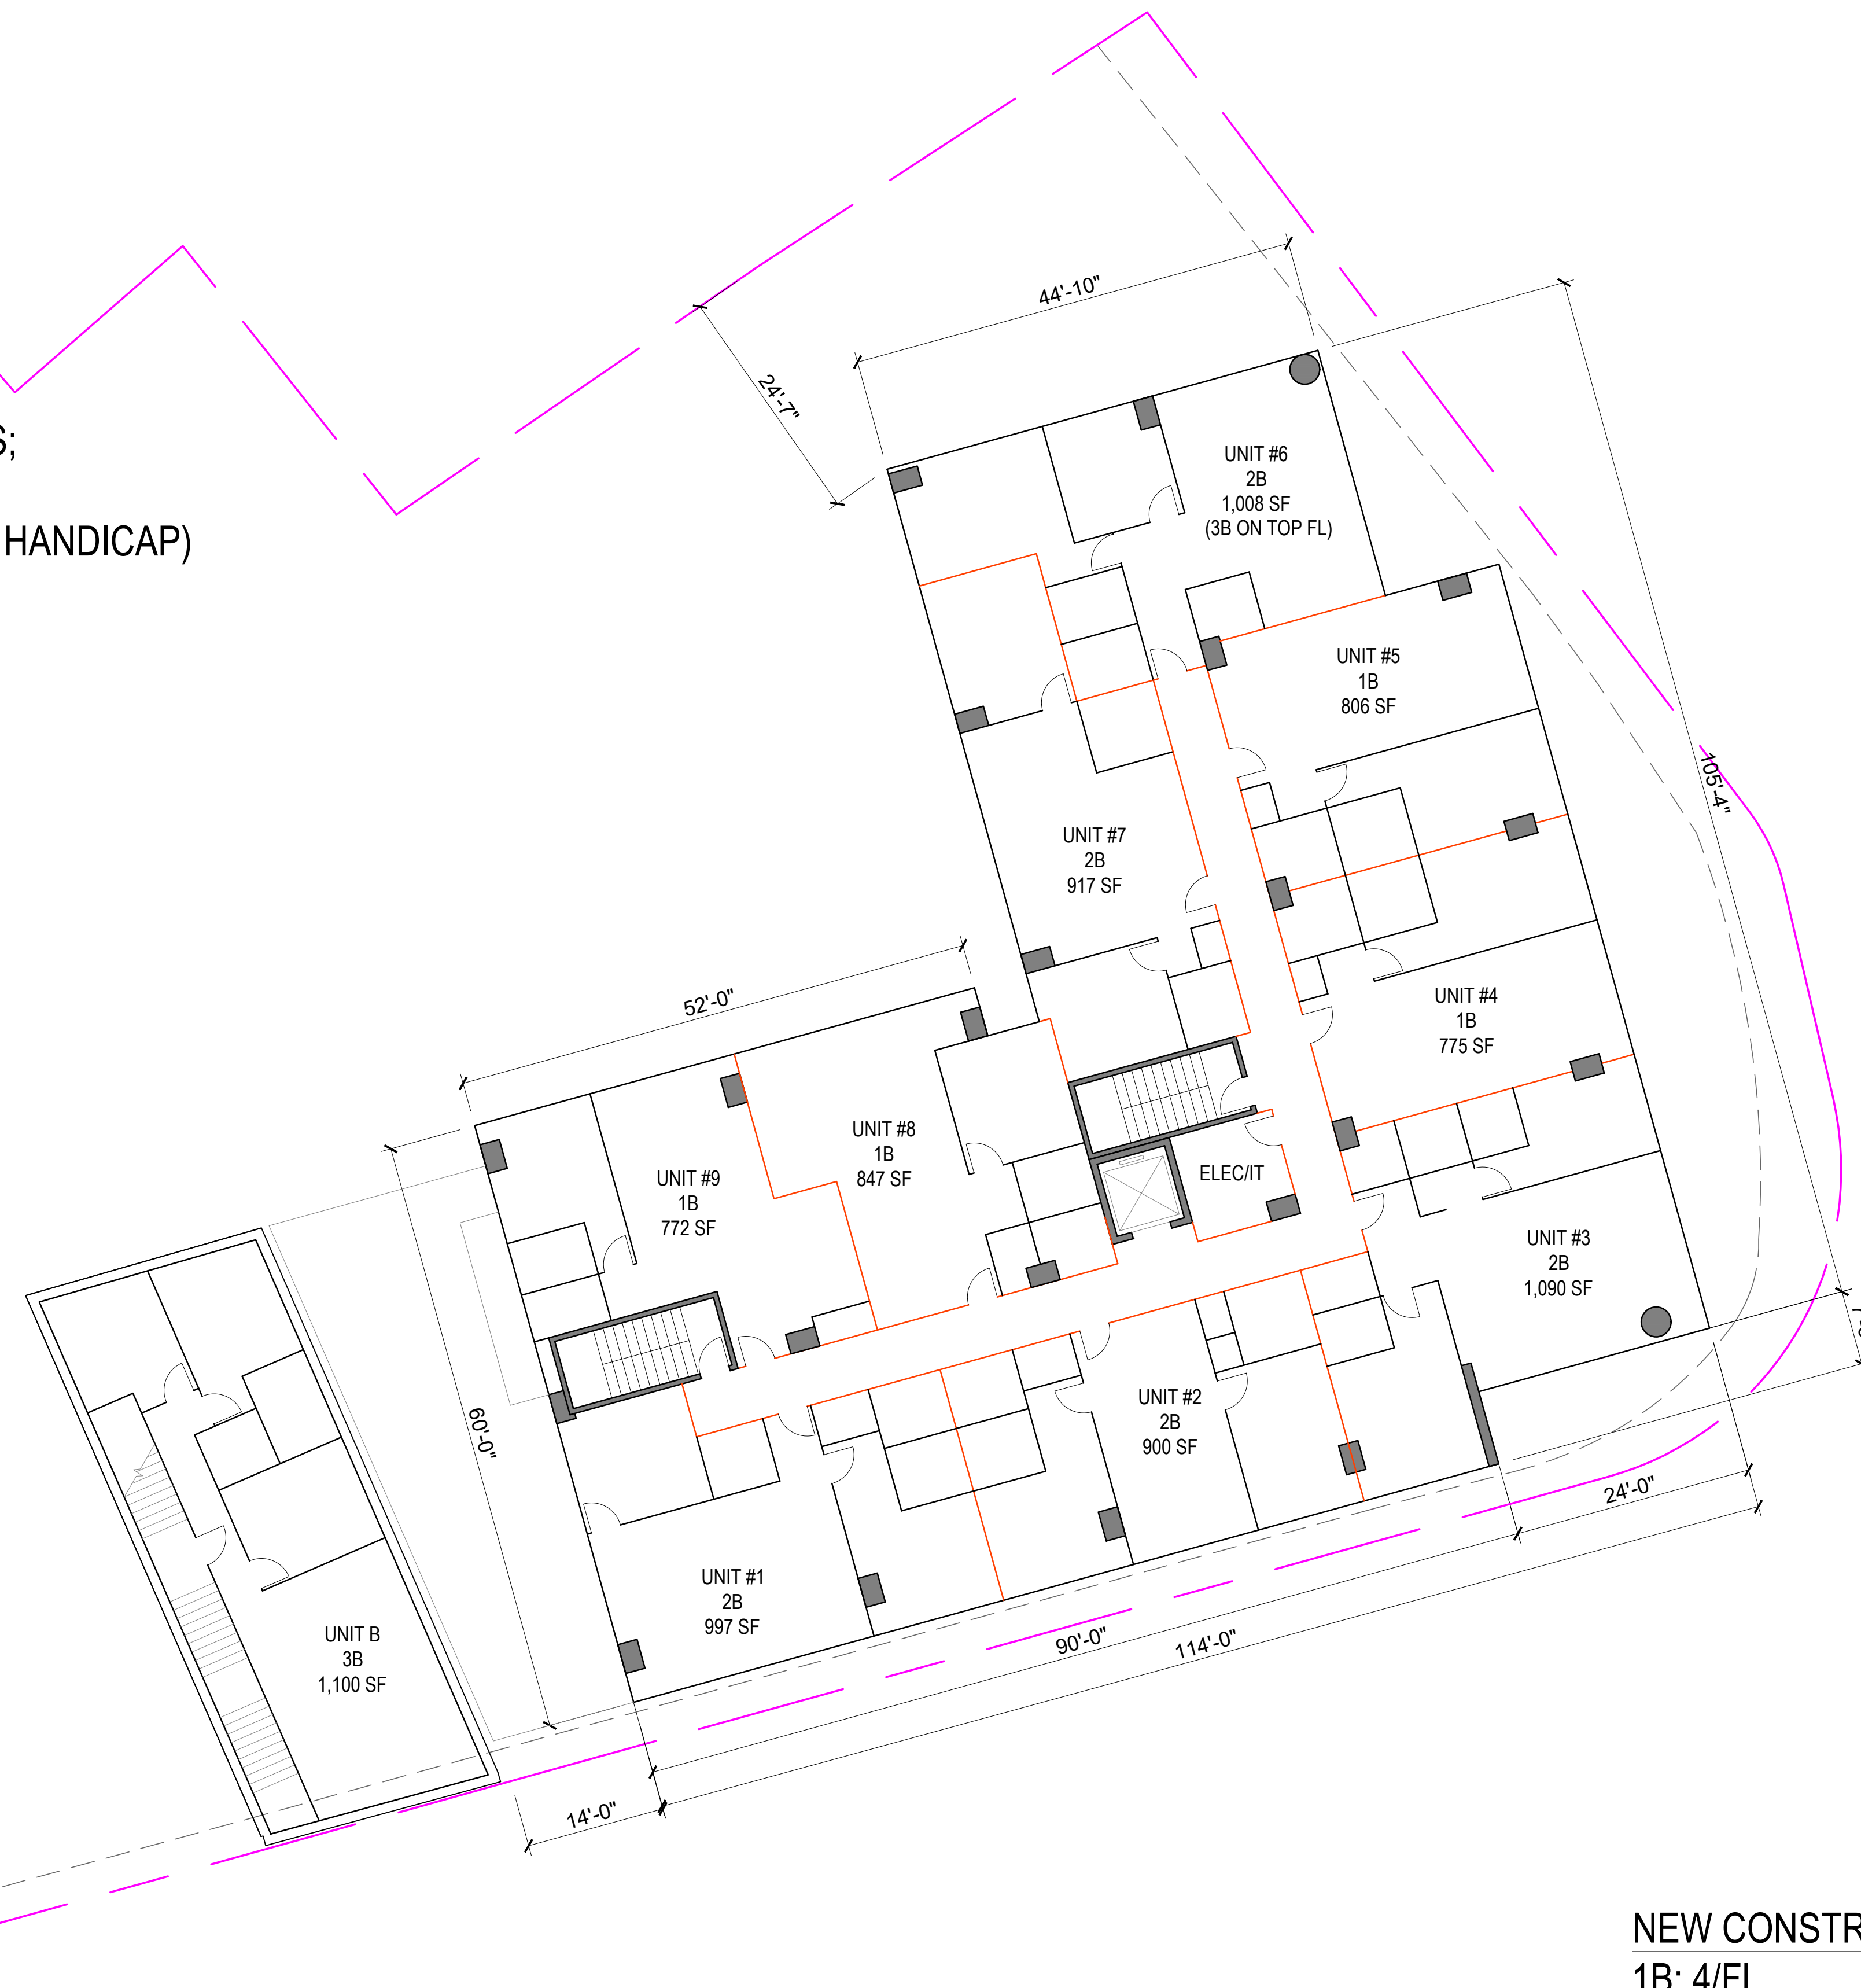 S;
HANDICAP)
44'-10"
24'-7"
105'-4"
UNIT #6
2B
1,008 SF
(3B ON TOP FL)
UNIT #5
1B
806 SF
UNIT #7
2B
917 SF
52'-0"
UNIT #4
1B
775 SF
UNIT #8
1B
847 SF
UNIT #9
1B
772 SF
ELEC/IT
UNIT #3
2B
1,090 SF
60'-0"
UNIT #2
2B
900 SF
24'-0"
UNIT #1
2B
997 SF
UNIT B
3B
1,100 SF
90'-0"
114'-0"
14'-0"
NEW CONSTR
1B: 4/FL